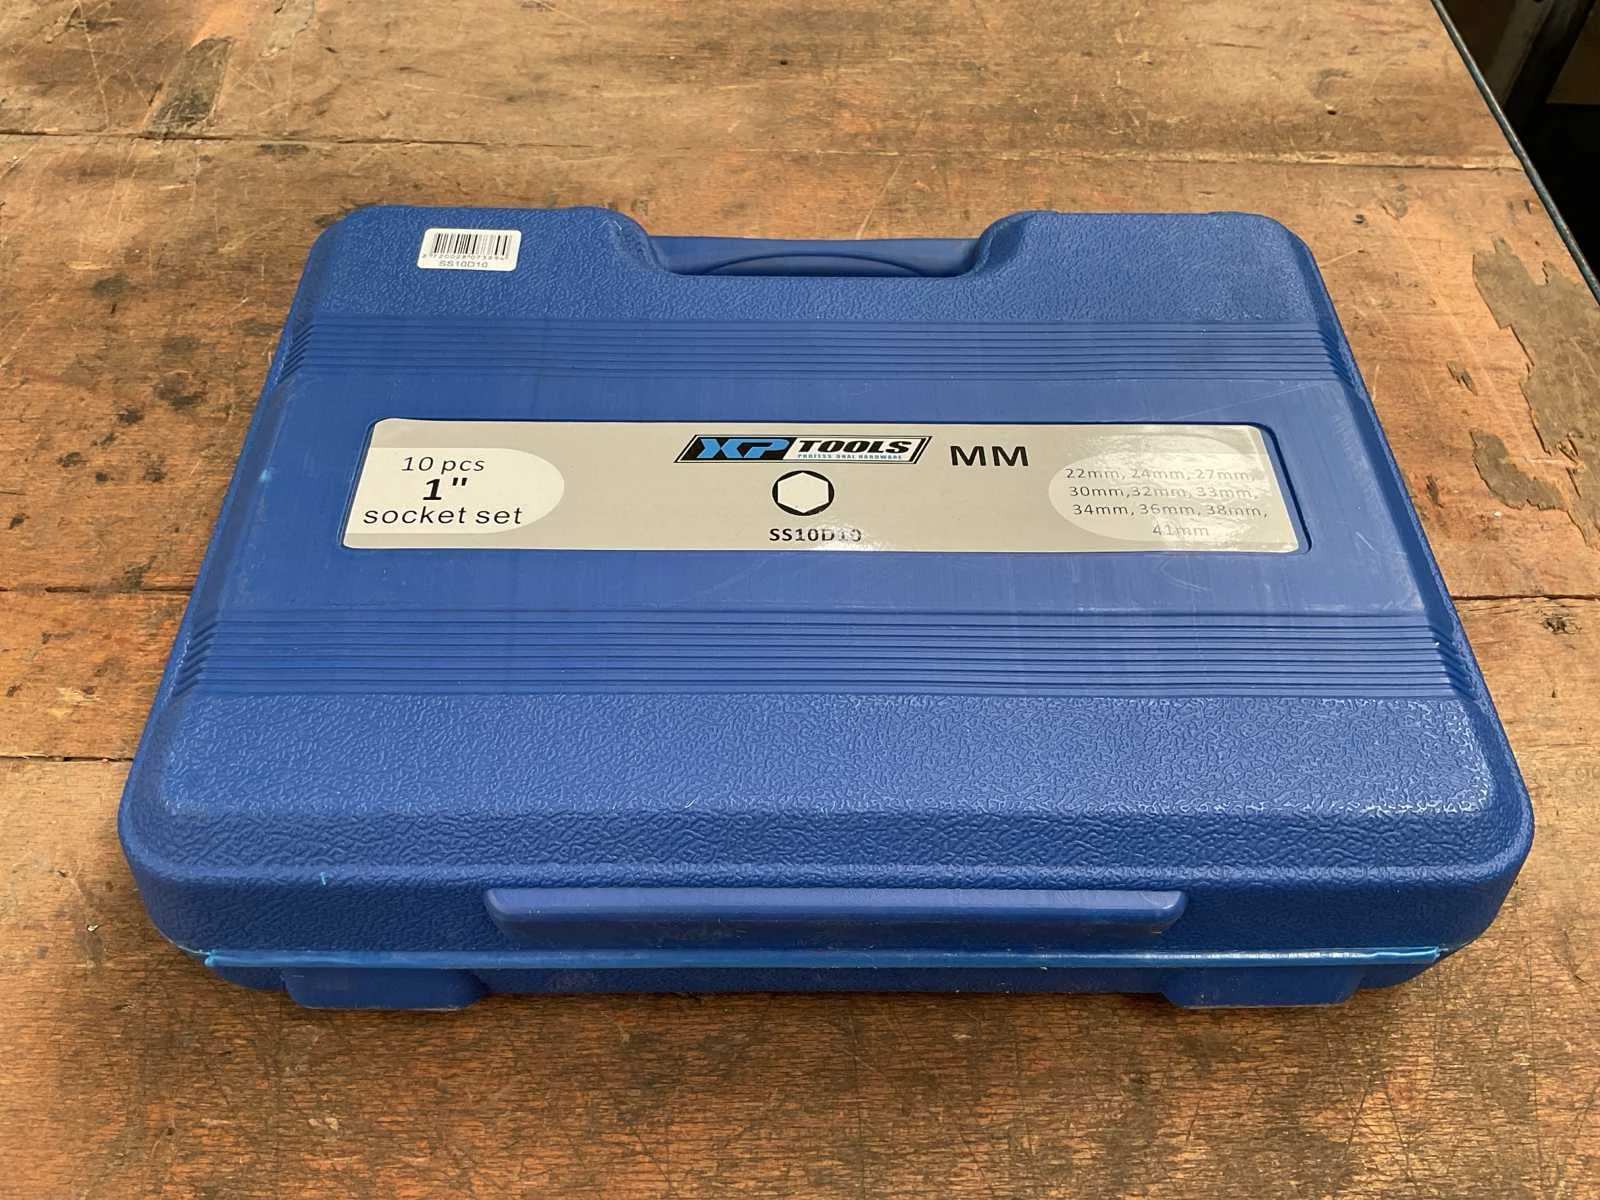 SS10D10
XP TOOLS
PROFESSIONAL HARDWARE
MM
10 pcs
1"
socket set
SS10D10
22mm, 24mm, 27mm,
30mm, 32mm, 33mm,
34mm, 36mm, 38mm,
41mm